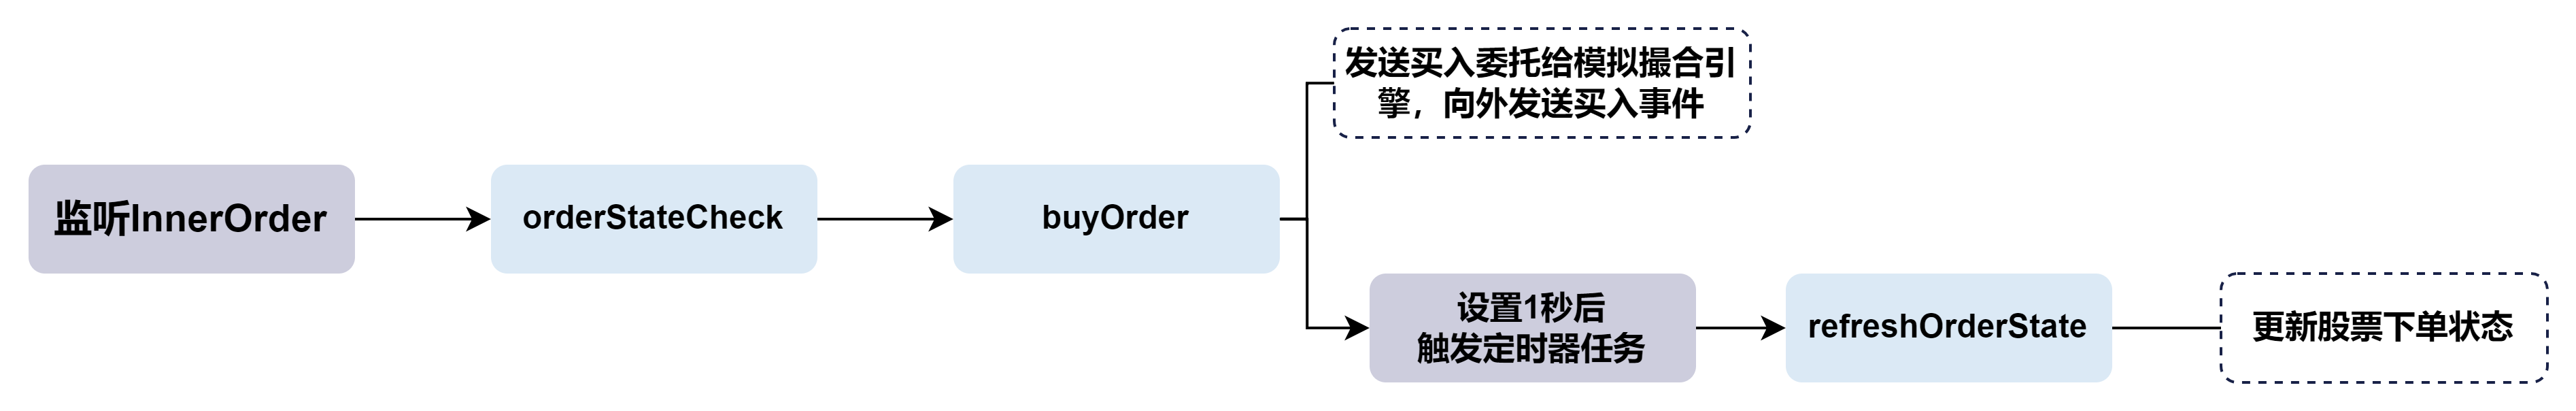 监听InnerOrder
orderStateCheck
buyOrder
发送买入委托给模拟撮合引
擎，向外发送买入事件
设置1秒后
触发定时器任务
refreshOrderState
更新股票下单状态